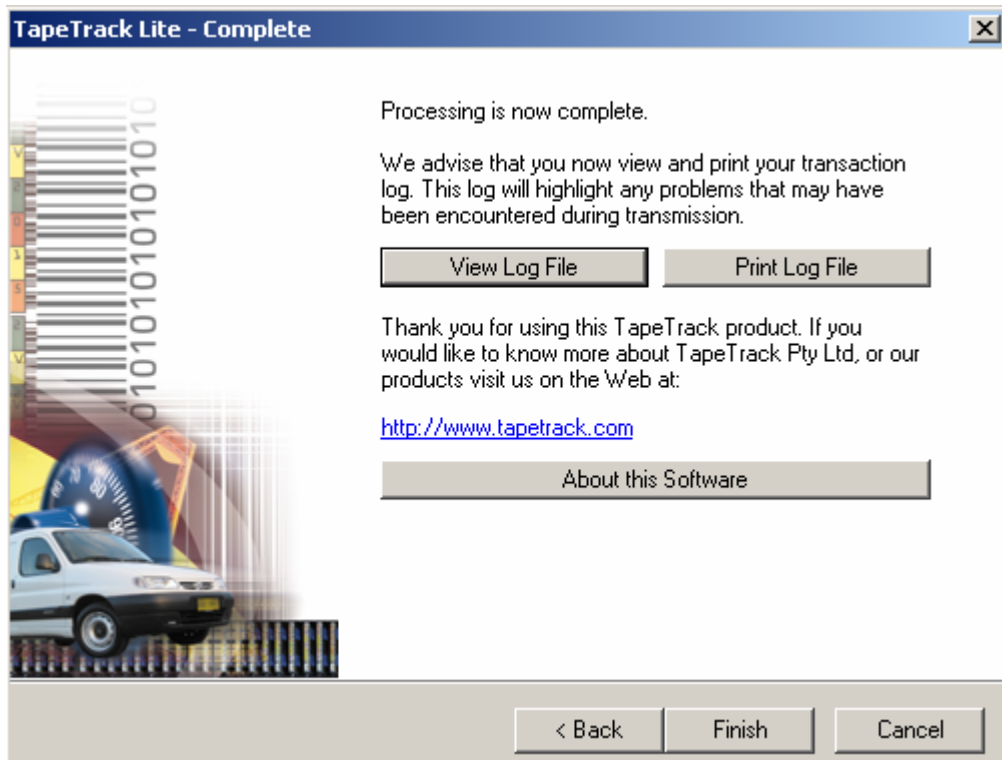 TapeTrack Lite - Complete
Processing is now complete.
We advise that you now view and print your transaction
log. This log will highlight any problems that may have
been encountered during transmission.
View Log File
Print Log File
Thank you for using this TapeTrack product. If you
would like to know more about TapeTrack Pty Ltd, or our
products visit us on the Web at:
http://www.tapetrack.com
About this Software
< Back
Finish
Cancel